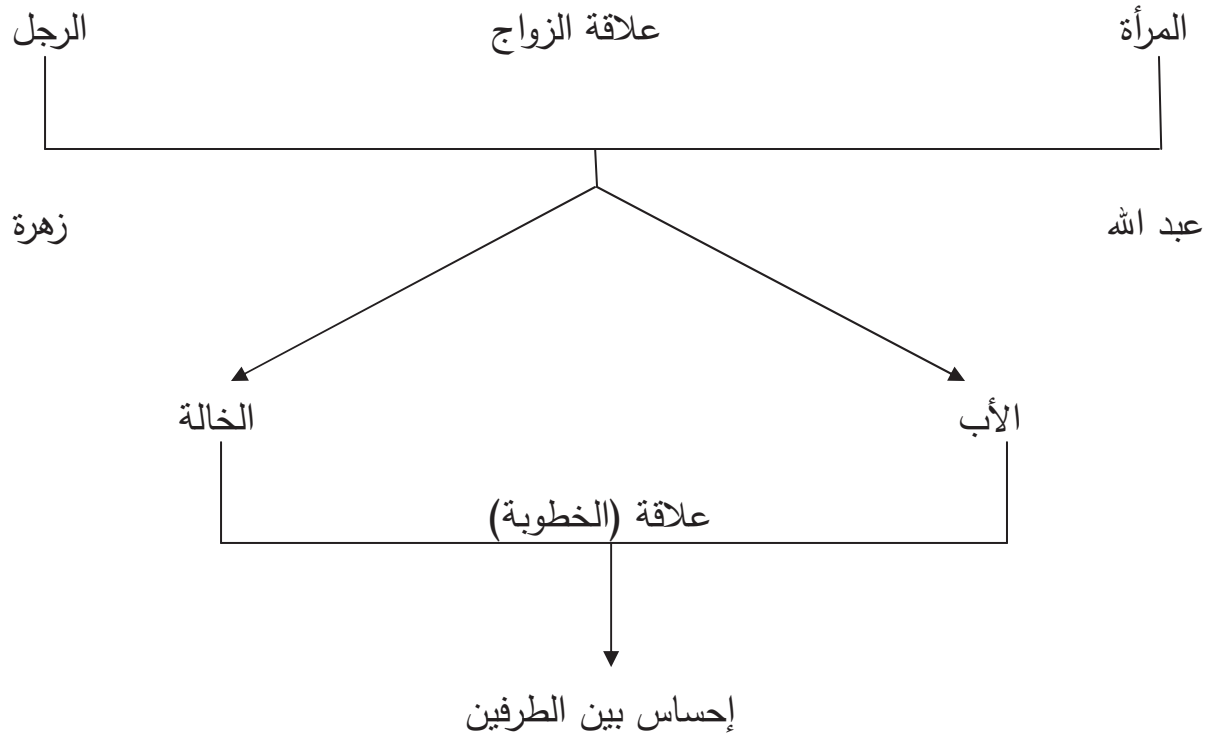 المرأة علاقة الزواج الرجل
عبد الله زهرة
الأب الخالة
علاقة (الخطوبة)
إحساس بين الطرفين